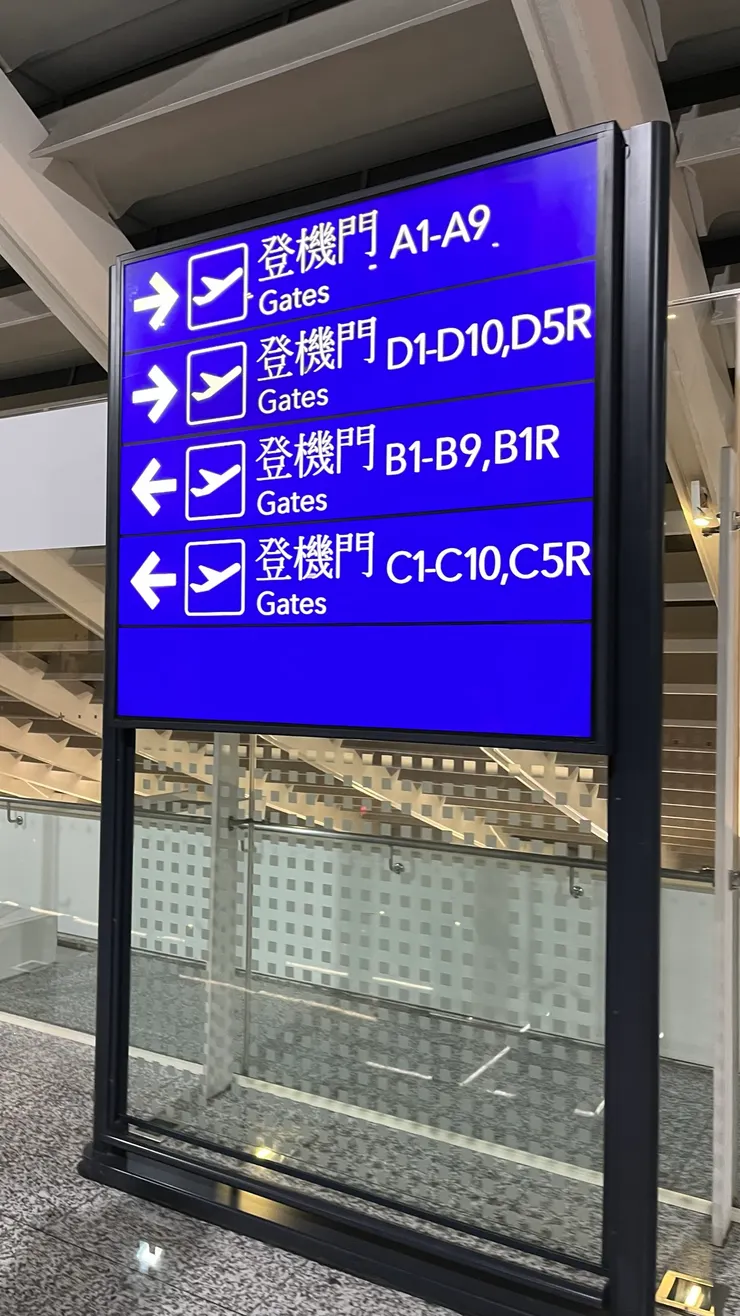 登機門 A1-A9
Gates
登機門 D1-D10,D5R
Gates
登機門 B1-B9,B1R
Gates
登機門 C1-C10,C5R
Gates